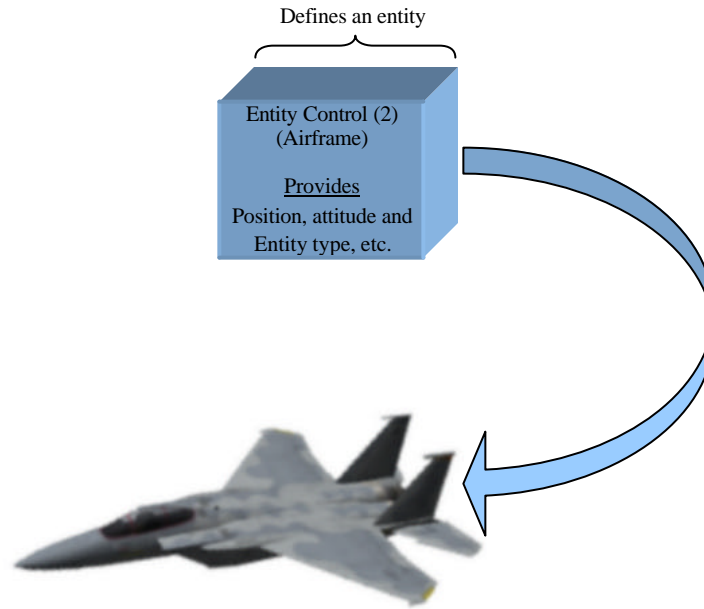 Defines an entity
Entity Control (2)
(Airframe)
Provides
Position, attitude and
Entity type, etc.